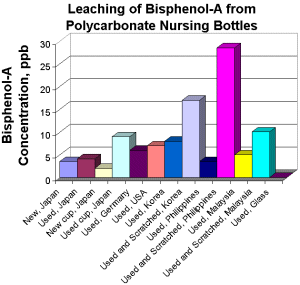 Leaching of Bisphenol-A from
Polycarbonate Nursing Bottles
Bisphenol-A
Concentration, ppb
30
25
20
15
10
5
0
New, Japan
Used, Japan
New cup, Japan
Used cup, Japan
Used, Germany
Used, USA
Used, Korea
Used and Scratched, Korea
Used, Philippines
Used and Scratched, Philippines
Used, Malaysia
Used and Scratched, Malaysia
Used, Glass